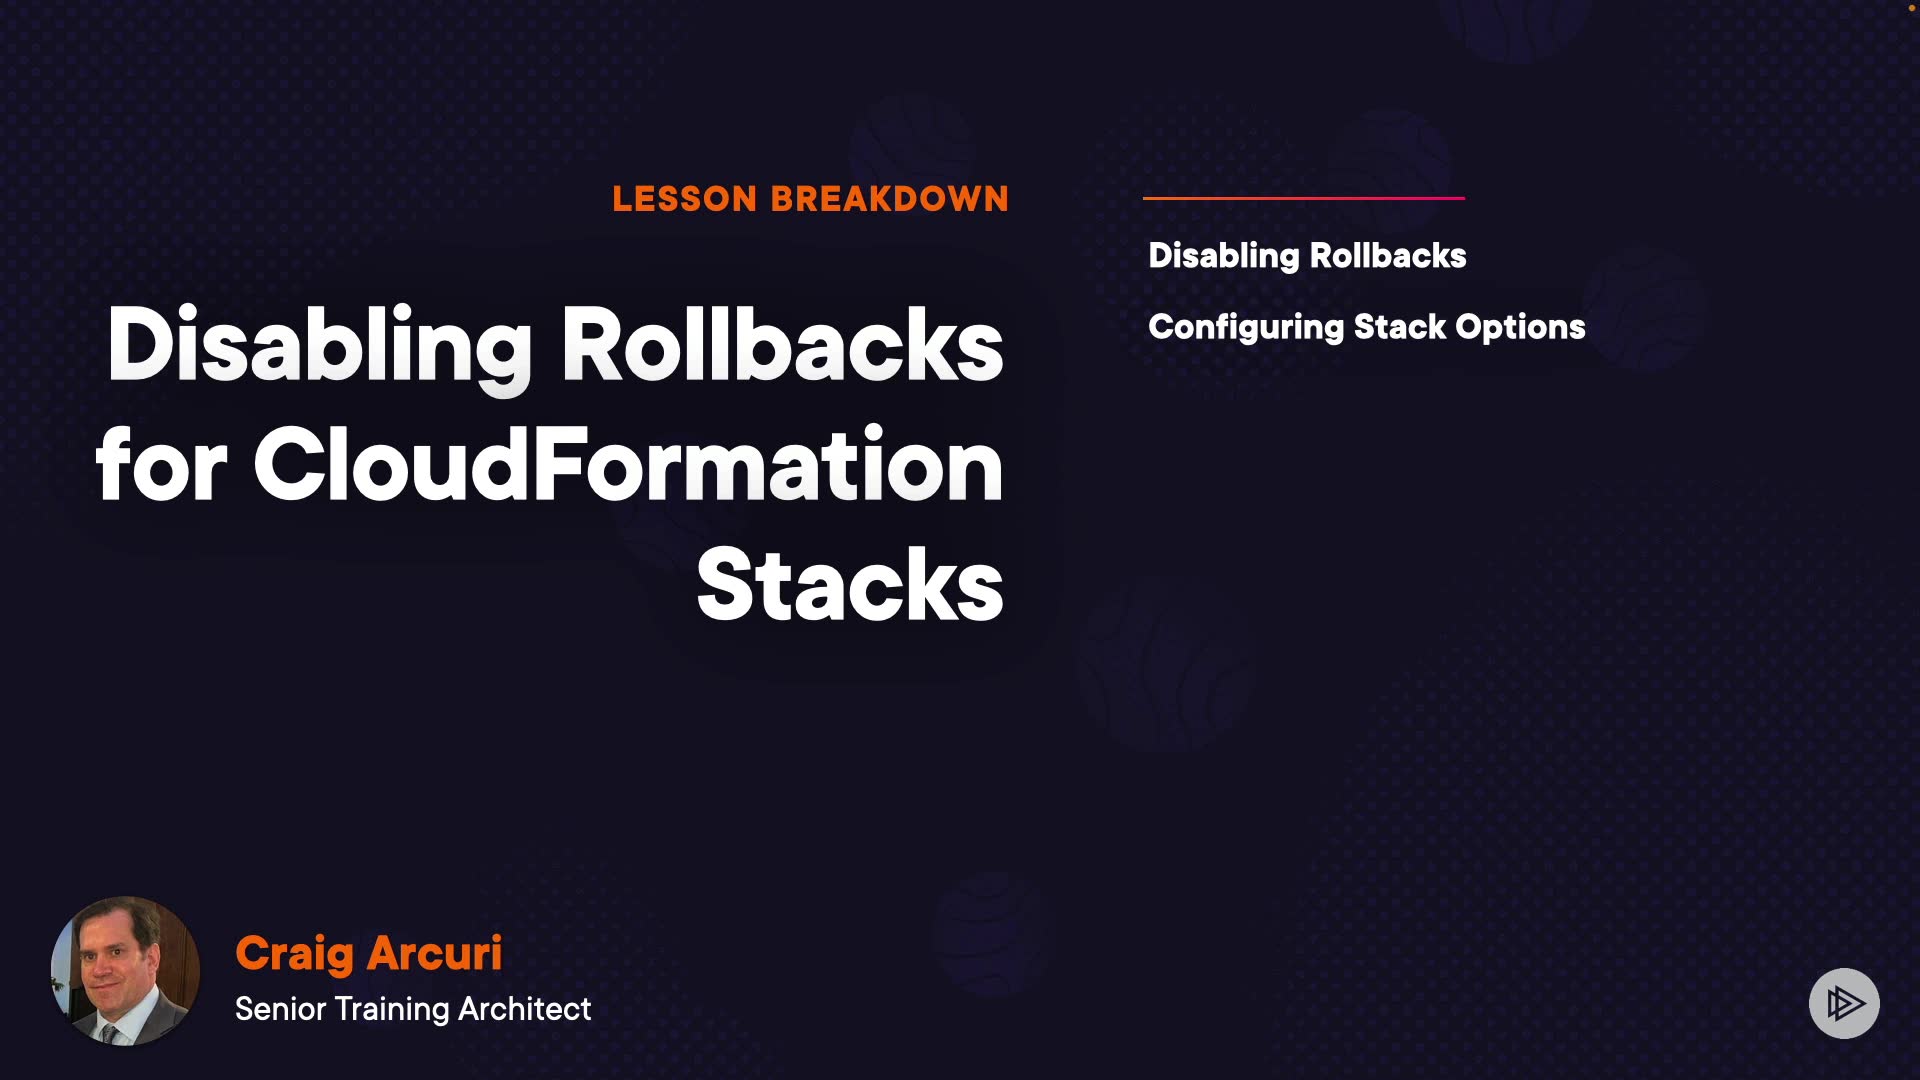 LESSON BREAKDOWN
Disabling Rollbacks
for CloudFormation
Stacks
Disabling Rollbacks
Configuring Stack Options
Craig Arcuri
Senior Training Architect